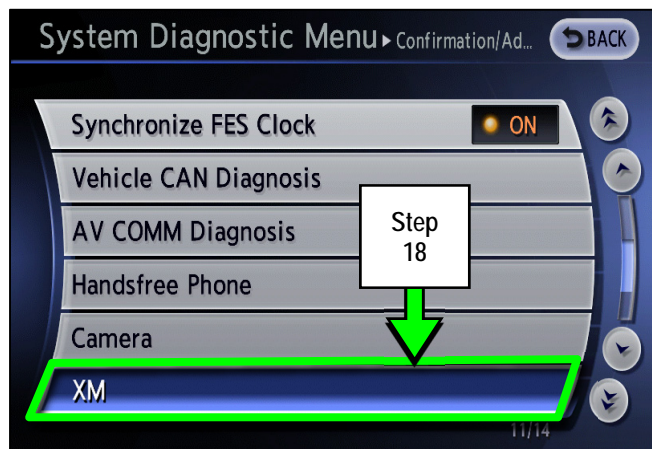 System Diagnostic Menu ▸ Confirmation/Ad... BACK
Synchronize FES Clock ON
Vehicle CAN Diagnosis
AV COMM Diagnosis
Step
18
Handsfree Phone
Camera
XM
11/14